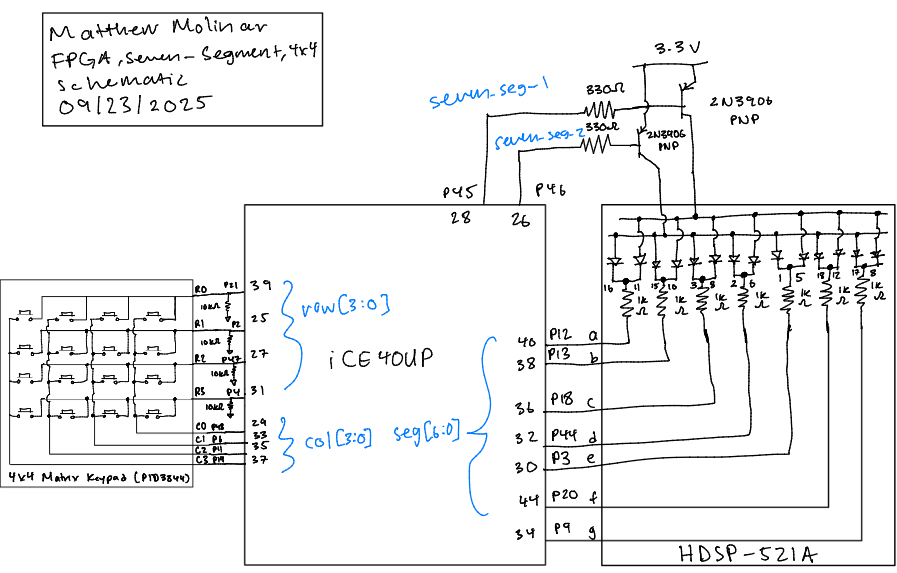 Matthew Molinar
FPGA, Seven-Segment, 4x4
Schematic
09/23/2025
3.3 V
seven-seg-1
330Ω
2N3906
PNP
seven-seg-2
330Ω
2N3906
PNP
P45
P46
28
26
16
11
15
10
3
8
2
6
1
5
13
12
17
1K
Ω
1K
Ω
1K
Ω
1K
Ω
1K
Ω
1K
Ω
1K
Ω
R0
P21
39
10KΩ
R1
P2
25
10KΩ
R2
P47
27
10KΩ
R3
P4
31
10KΩ
row[3:0]
iCE40UP
C0 P48 29
C1 P6 33
C2 P11 35
C3 P19 37
col[3:0]
seg[6:0]
40 P12 a
38 P13 b
36 P18 c
32 P44 d
30 P3 e
44 P20 f
34 P9 g
4x4 Matrix Keypad (PID3844)
HDSP-521A